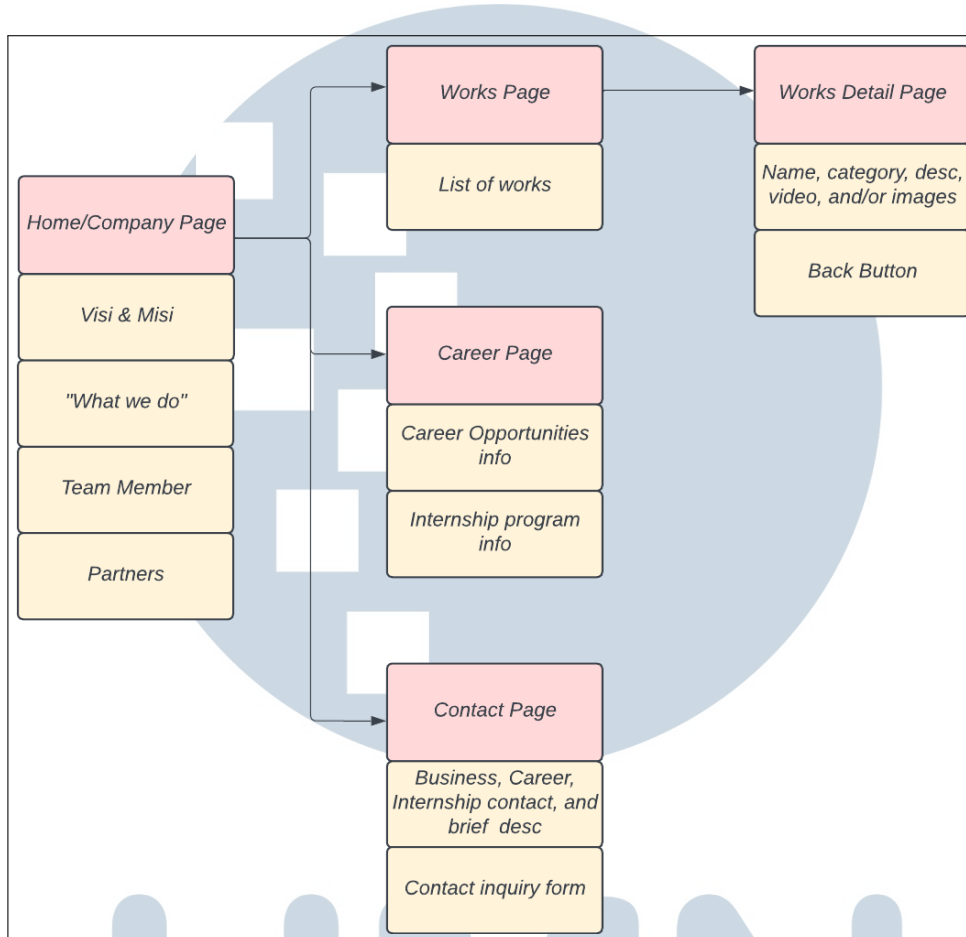 Home/Company Page
Visi & Misi
"What we do"
Team Member
Partners
Works Page
List of works
Works Detail Page
Name, category, desc,
video, and/or images
Back Button
Career Page
Career Opportunities
info
Internship program
info
Contact Page
Business, Career,
Internship contact, and
brief desc
Contact inquiry form